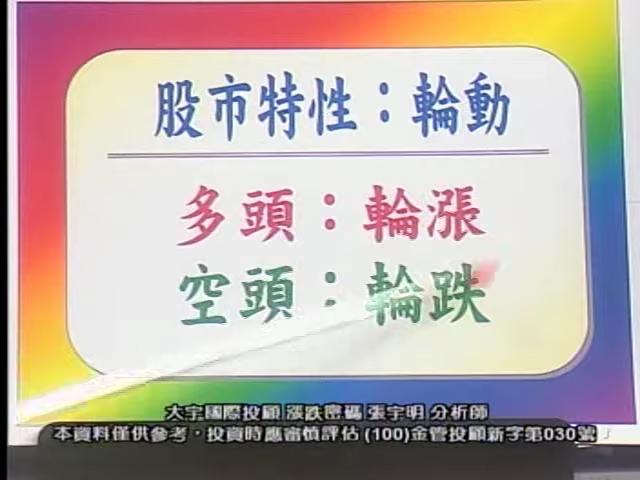 股市特性：輪動
多頭：輪漲
空頭：輪跌
大宇國際投顧 漲跌密碼 張宇明 分析師
本資料僅供參考，投資時應審慎評估 (100)金管投顧新字第030號